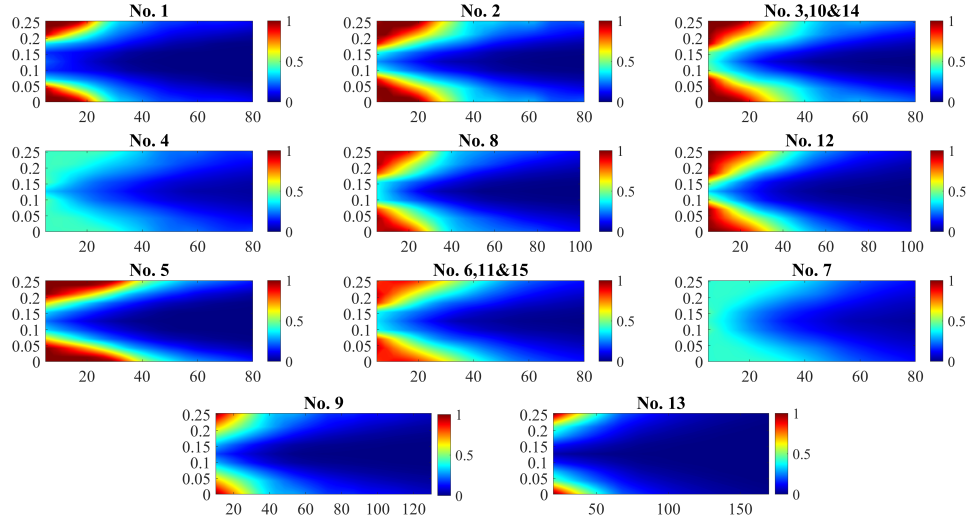 No. 1
No. 2
No. 3,10&14
0.25 0.2 0.15 0.1 0.05 0
20 40 60 80
1 0.5 0
0.25 0.2 0.15 0.1 0.05 0
20 40 60 80
1 0.5 0
0.25 0.2 0.15 0.1 0.05 0
20 40 60 80
1 0.5 0
No. 4
No. 8
No. 12
0.25 0.2 0.15 0.1 0.05 0
20 40 60 80
1 0.5 0
0.25 0.2 0.15 0.1 0.05 0
20 40 60 80 100
1 0.5 0
0.25 0.2 0.15 0.1 0.05 0
20 40 60 80 100
1 0.5 0
No. 5
No. 6,11&15
No. 7
0.25 0.2 0.15 0.1 0.05 0
20 40 60 80
1 0.5 0
0.25 0.2 0.15 0.1 0.05 0
20 40 60 80
1 0.5 0
0.25 0.2 0.15 0.1 0.05 0
20 40 60 80
1 0.5 0
No. 9
No. 13
0.25 0.2 0.15 0.1 0.05 0
20 40 60 80 100 120
1 0.5 0
0.25 0.2 0.15 0.1 0.05 0
50 100 150
1 0.5 0